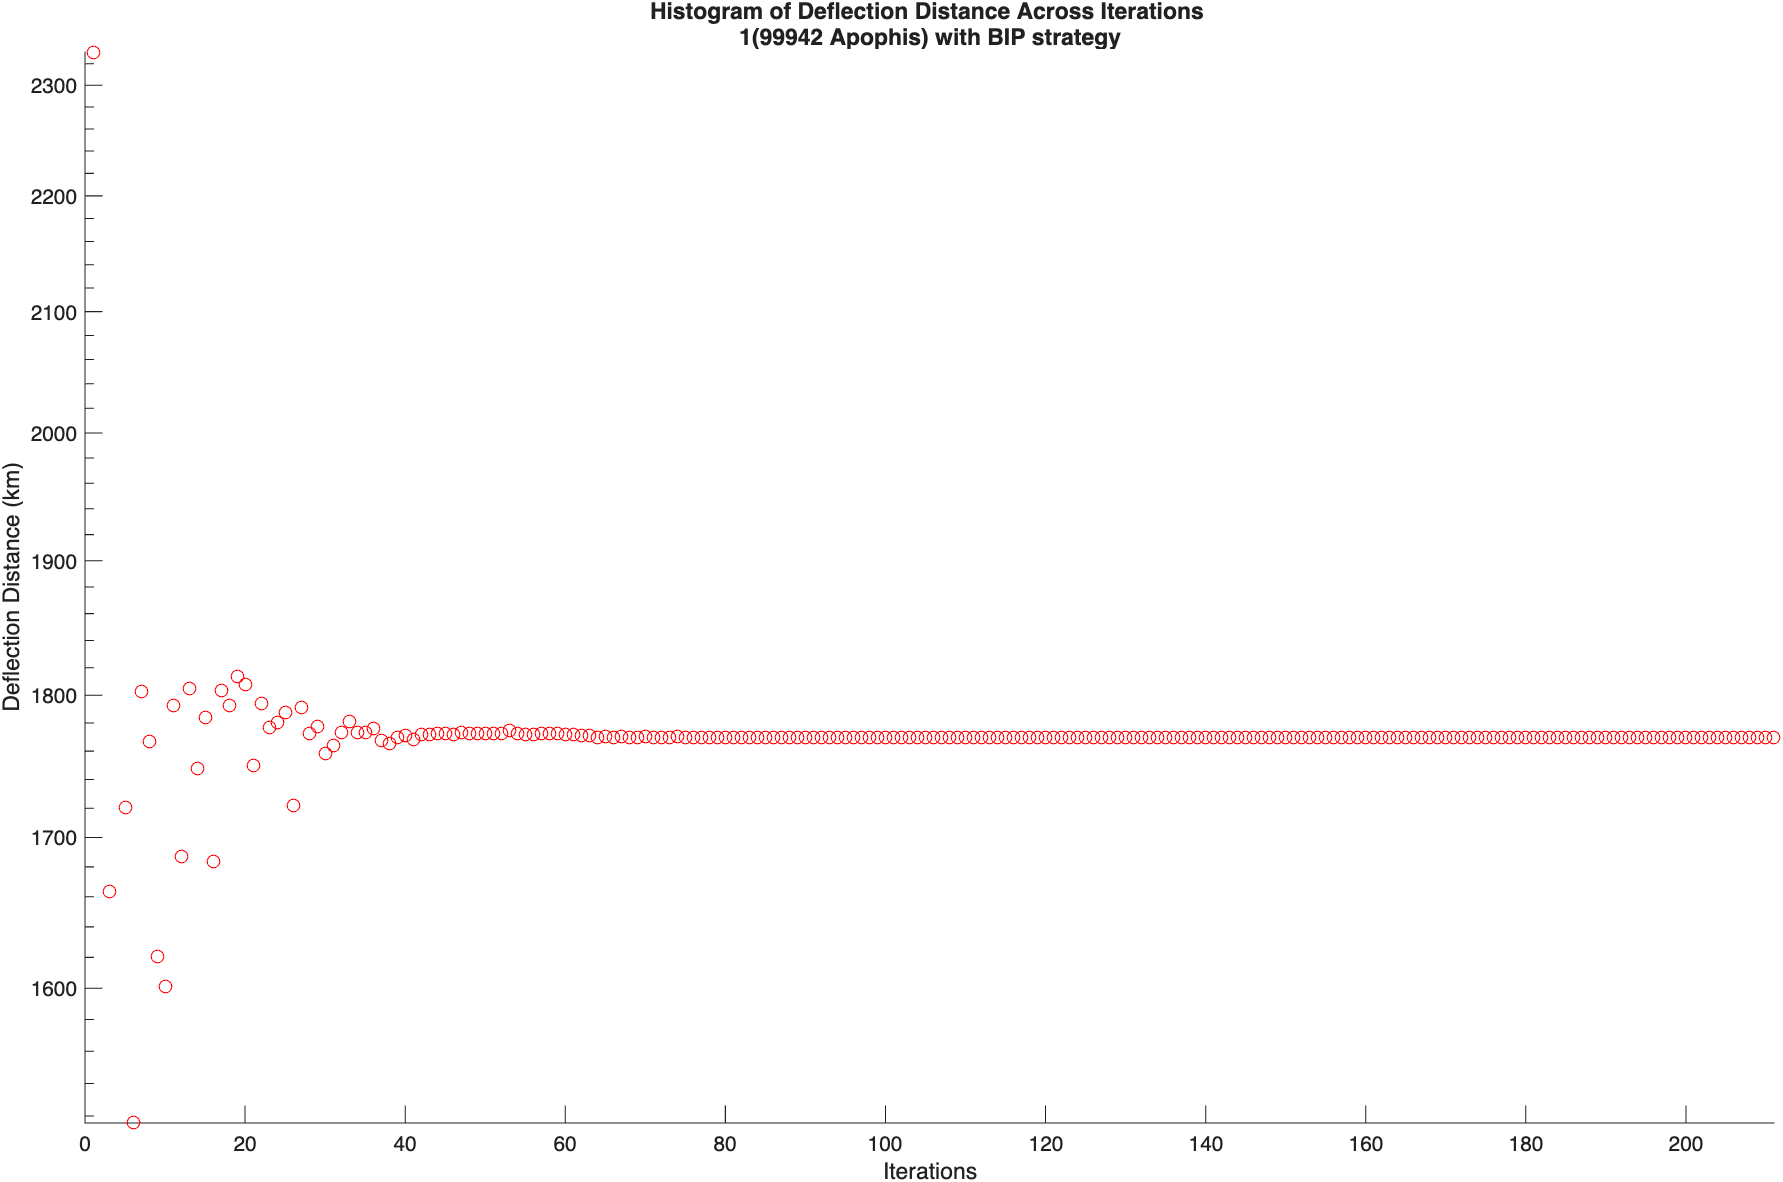 Histogram of Deflection Distance Across Iterations
1(99942 Apophis) with BIP strategy
Deflection Distance (km)
2300
2200
2100
2000
1900
1800
1700
1600
0 20 40 60 80 100 120 140 160 180 200
Iterations